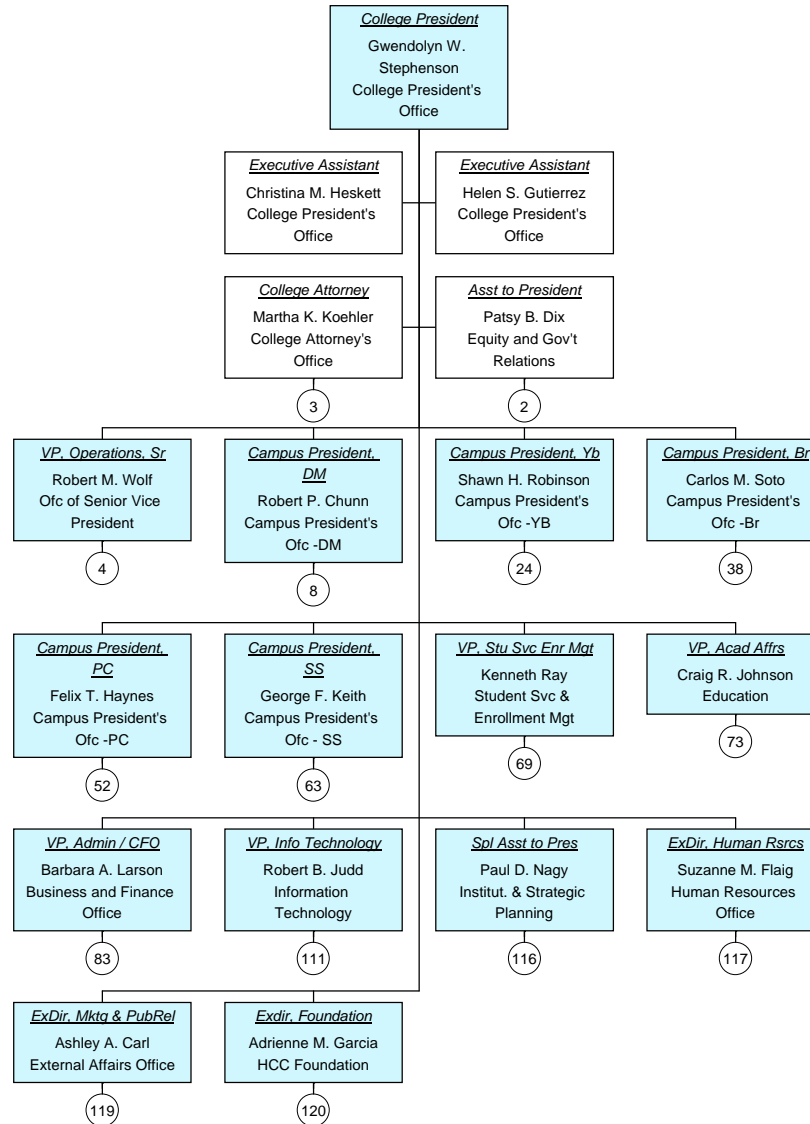 College President
Gwendolyn W.
Stephenson
College President's
Office
Executive Assistant
Christina M. Heskett
College President's
Office
Executive Assistant
Helen S. Gutierrez
College President's
Office
College Attorney
Martha K. Koehler
College Attorney's
Office
3
Asst to President
Patsy B. Dix
Equity and Gov't
Relations
2
VP, Operations, Sr
Robert M. Wolf
Ofc of Senior Vice
President
4
Campus President,
DM
Robert P. Chunn
Campus President's
Ofc -DM
8
Campus President, Yb
Shawn H. Robinson
Campus President's
Ofc -YB
24
Campus President, Br
Carlos M. Soto
Campus President's
Ofc -Br
38
Campus President,
PC
Felix T. Haynes
Campus President's
Ofc -PC
52
Campus President,
SS
George F. Keith
Campus President's
Ofc - SS
63
VP, Stu Svc Enr Mgt
Kenneth Ray
Student Svc &
Enrollment Mgt
69
VP, Acad Affrs
Craig R. Johnson
Education
73
VP, Admin / CFO
Barbara A. Larson
Business and Finance
Office
83
VP, Info Technology
Robert B. Judd
Information
Technology
111
Spl Asst to Pres
Paul D. Nagy
Institut. & Strategic
Planning
116
ExDir, Human Rsrcs
Suzanne M. Flaig
Human Resources
Office
117
ExDir, Mktg & PubRel
Ashley A. Carl
External Affairs Office
119
Exdir, Foundation
Adrienne M. Garcia
HCC Foundation
120